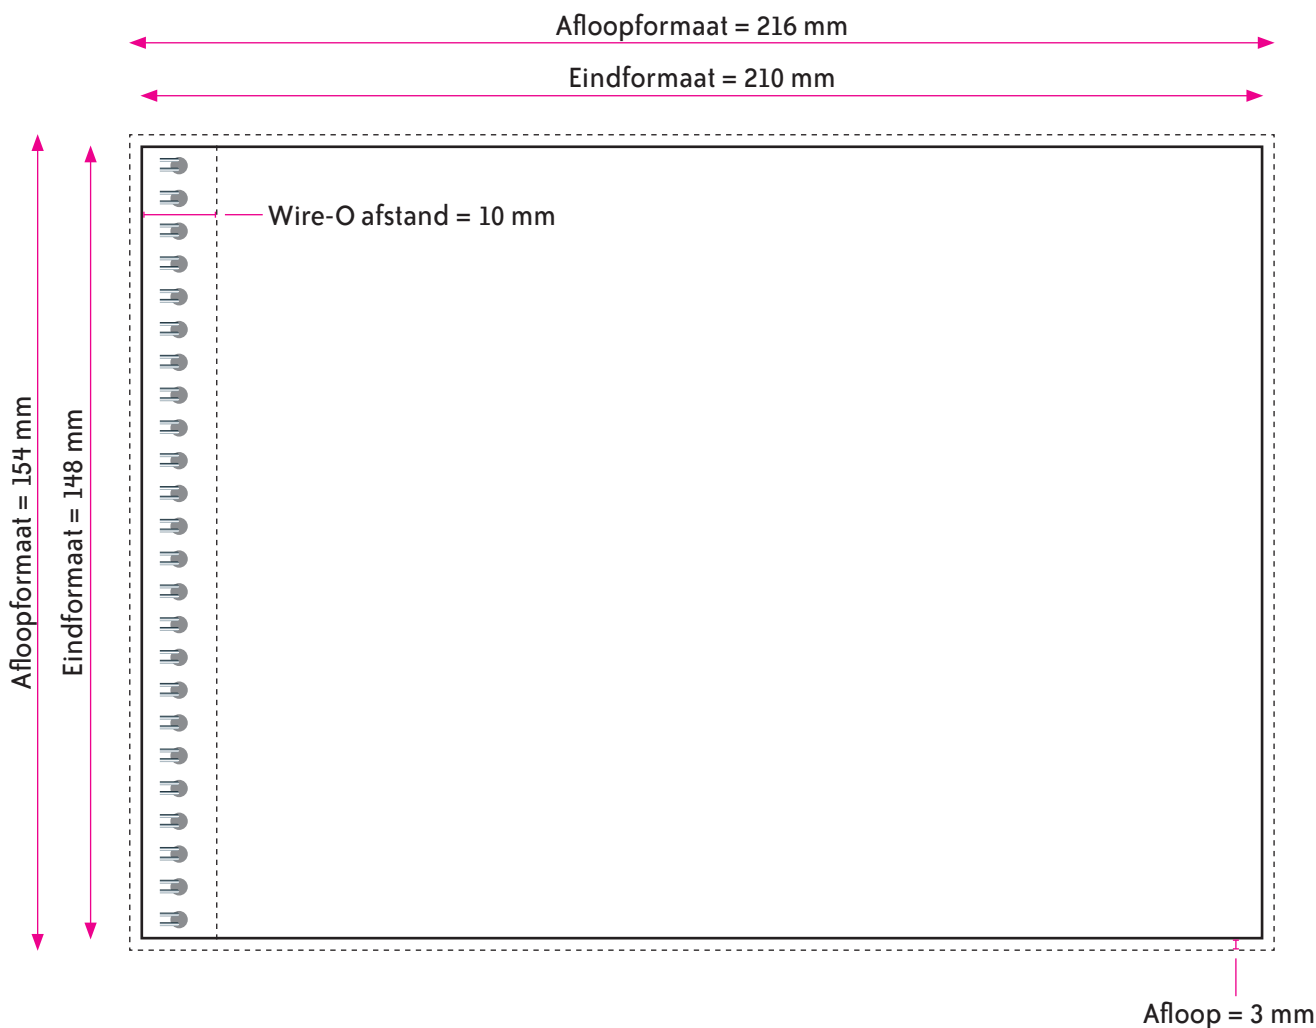 Afloopformaat = 216 mm
Eindformaat = 210 mm
Wire-O afstand = 10 mm
Afloopformaat = 154 mm
Eindformaat = 148 mm
Afloop = 3 mm